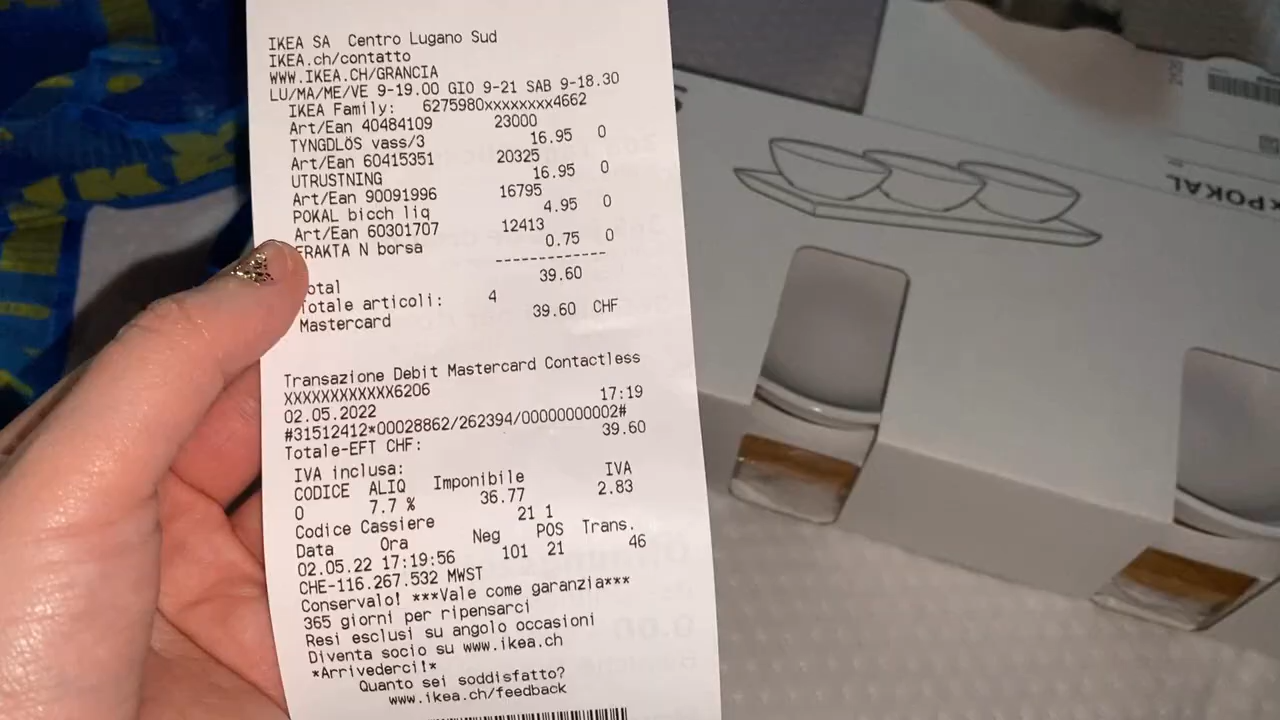 IKEA SA Centro Lugano Sud
IKEA.ch/contatto
WWW.IKEA.CH/GRANCIA
LU/MA/ME/VE 9-19.00 GIO 9-21 SAB 9-18.30
IKEA Family: 6275980xxxxxxxx4662
Art/Ean 40484109 23000
TYNGDLÖS vass/3 16.95 0
Art/Ean 60415351 20325
UTRUSTNING 16.95 0
Art/Ean 90091996 16795
POKAL bicch liq 4.95 0
Art/Ean 60301707 12413
FRAKTA N borsa 0.75 0
-------------
otal 39.60
Totale articoli: 4
Mastercard 39.60 CHF
Transazione Debit Mastercard Contactless
XXXXXXXXXXXX6206
02.05.2022 17:19
#31512412*00028862/262394/00000000002#
Totale-EFT CHF: 39.60
IVA inclusa:
CODICE ALIQ Imponibile IVA
0 7.7 % 36.77 2.83
Codice Cassiere 21 1
Data Ora Neg POS Trans.
02.05.22 17:19:56 101 21 46
CHE-116.267.532 MWST
Conservalo! ***Vale come garanzia***
365 giorni per ripensarci
Resi esclusi su angolo occasioni
Diventa socio su www.ikea.ch
*Arrivederci!*
Quanto sei soddisfatto?
www.ikea.ch/feedback
POKAL